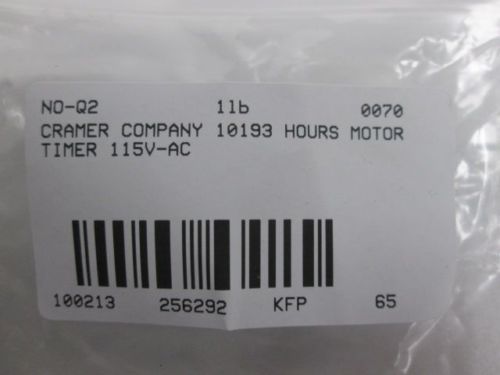 NO-Q2 1lb 0070
CRAMER COMPANY 10193 HOURS MOTOR
TIMER 115V-AC
100213 256292 KFP 65